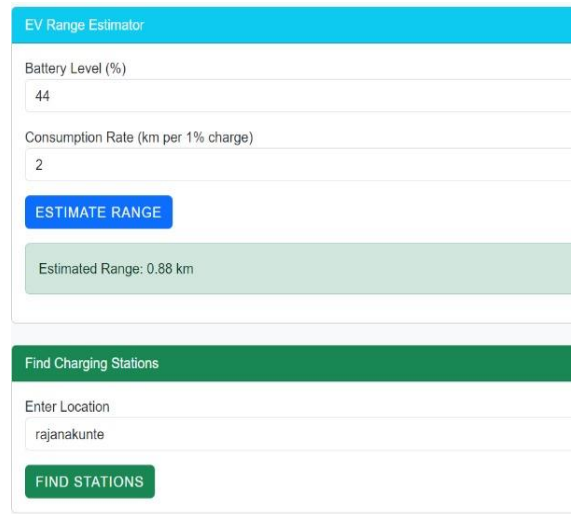 EV Range Estimator
Battery Level (%)
44
Consumption Rate (km per 1% charge)
2
ESTIMATE RANGE
Estimated Range: 0.88 km
Find Charging Stations
Enter Location
rajanakunte
FIND STATIONS